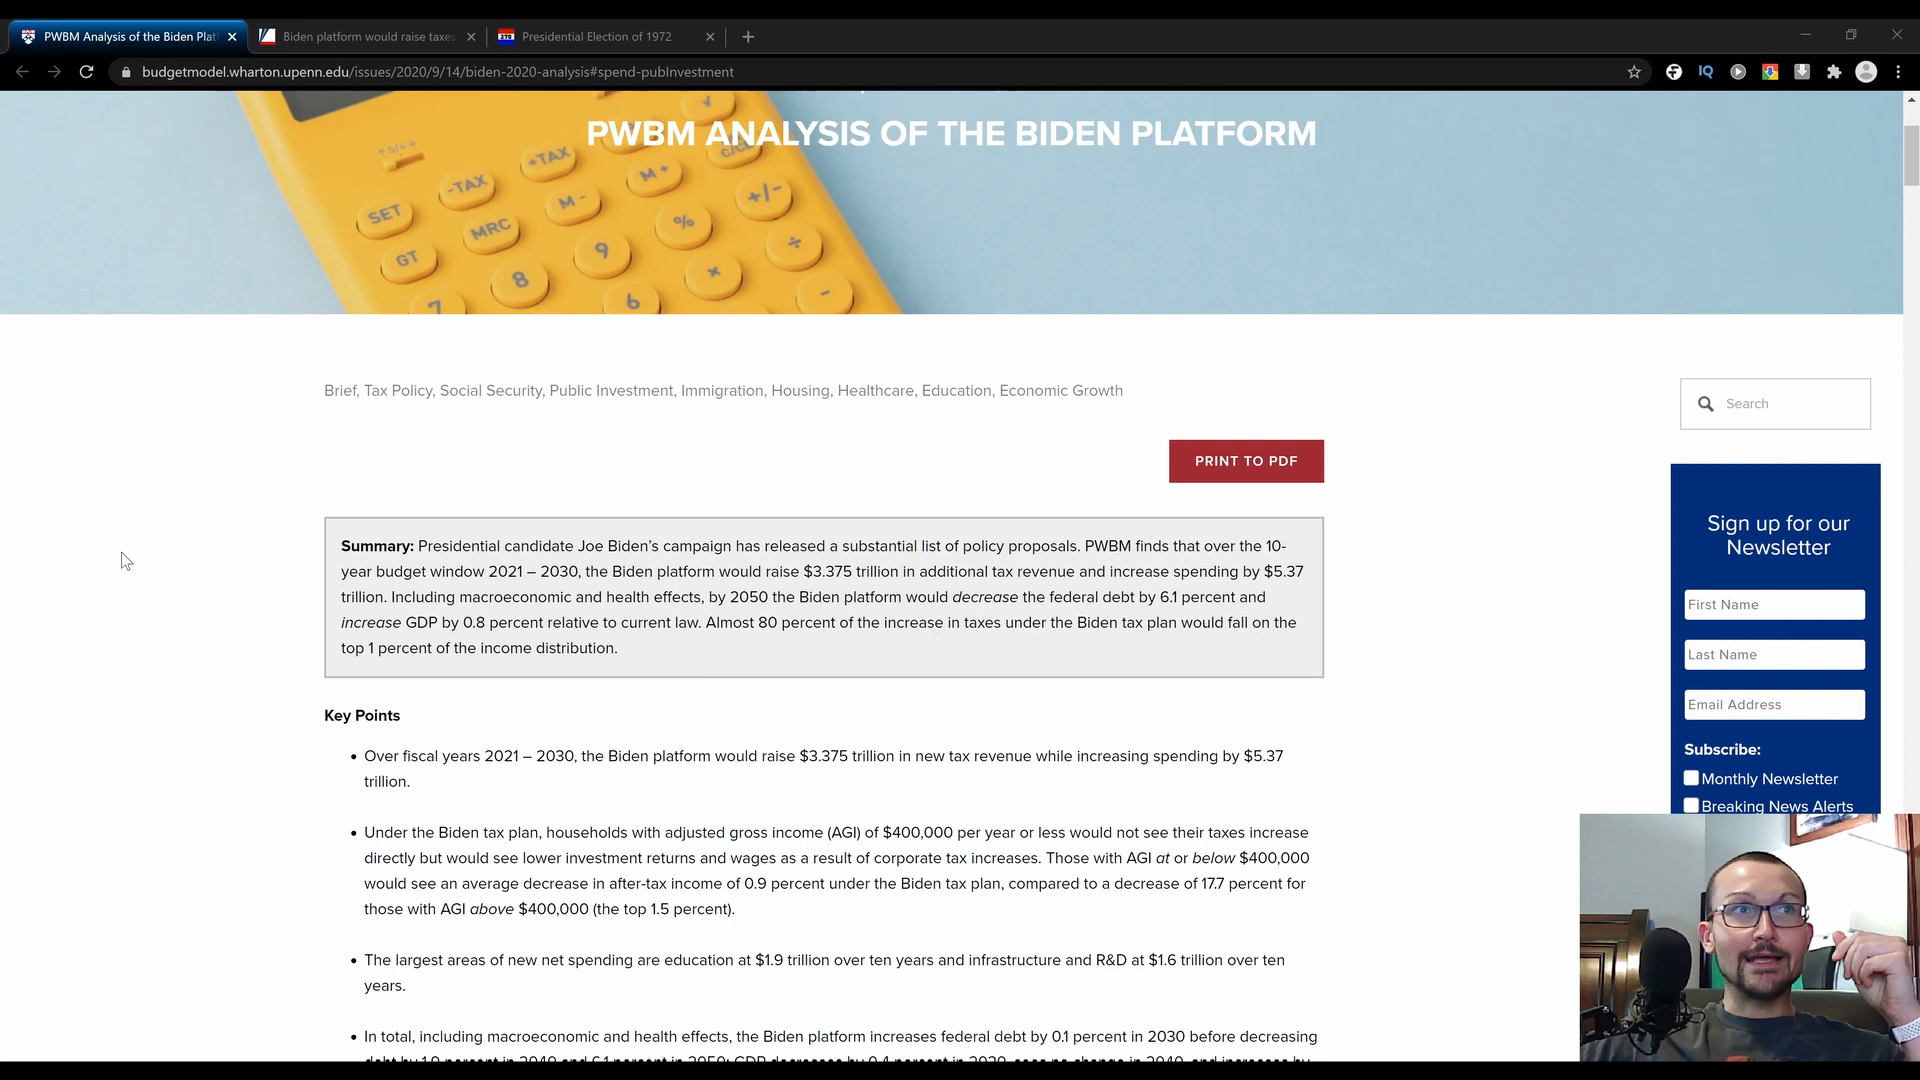 PWBM Analysis of the Biden Plat
Biden platform would raise taxes
Presidential Election of 1972
budgetmodel.wharton.upenn.edu/issues/2020/9/14/biden-2020-analysis#spend-pubInvestment
PWBM ANALYSIS OF THE BIDEN PLATFORM
√
+TAX
C/CE
-TAX
M+
+/-
SET
M-
%
MRC
÷
GT
9
×
8
6
-
7
Brief, Tax Policy, Social Security, Public Investment, Immigration, Housing, Healthcare, Education, Economic Growth
Search
PRINT TO PDF
Summary: Presidential candidate Joe Biden’s campaign has released a substantial list of policy proposals. PWBM finds that over the 10-
year budget window 2021 – 2030, the Biden platform would raise $3.375 trillion in additional tax revenue and increase spending by $5.37
trillion. Including macroeconomic and health effects, by 2050 the Biden platform would decrease the federal debt by 6.1 percent and
increase GDP by 0.8 percent relative to current law. Almost 80 percent of the increase in taxes under the Biden tax plan would fall on the
top 1 percent of the income distribution.
Key Points
• Over fiscal years 2021 – 2030, the Biden platform would raise $3.375 trillion in new tax revenue while increasing spending by $5.37
trillion.
• Under the Biden tax plan, households with adjusted gross income (AGI) of $400,000 per year or less would not see their taxes increase
directly but would see lower investment returns and wages as a result of corporate tax increases. Those with AGI at or below $400,000
would see an average decrease in after-tax income of 0.9 percent under the Biden tax plan, compared to a decrease of 17.7 percent for
those with AGI above $400,000 (the top 1.5 percent).
• The largest areas of new net spending are education at $1.9 trillion over ten years and infrastructure and R&D at $1.6 trillion over ten
years.
• In total, including macroeconomic and health effects, the Biden platform increases federal debt by 0.1 percent in 2030 before decreasing
Sign up for our
Newsletter
First Name
Last Name
Email Address
Subscribe:
Monthly Newsletter
Breaking News Alerts